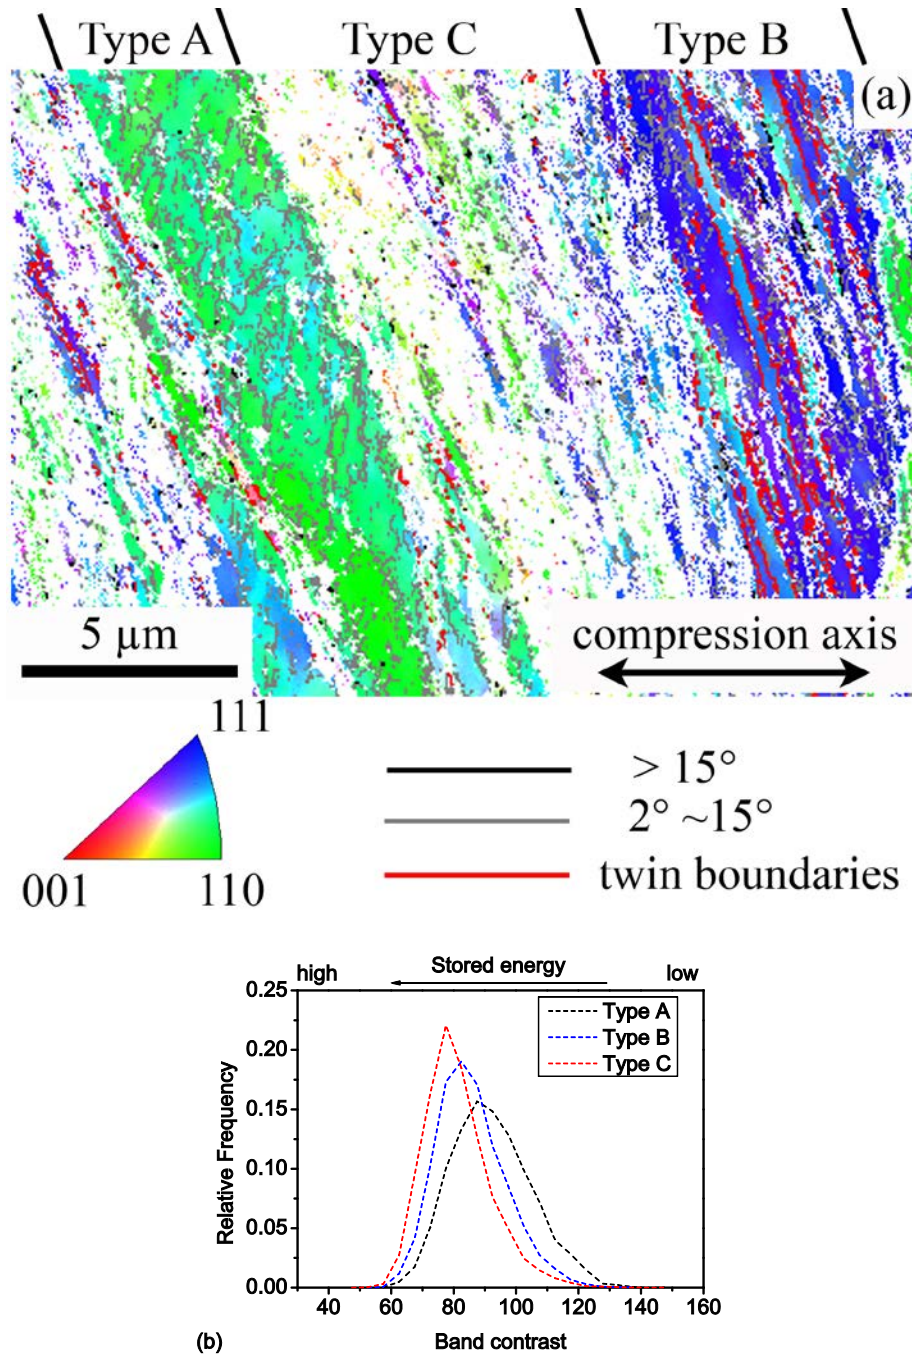 Type A Type C Type B
(a)
5 μm
compression axis
111
001
110
> 15°
2° ~15°
twin boundaries
high
Stored energy
low
0.25
0.20
0.15
0.10
0.05
0.00
Relative Frequency
Type A
Type B
Type C
40 60 80 100 120 140 160
Band contrast
(b)